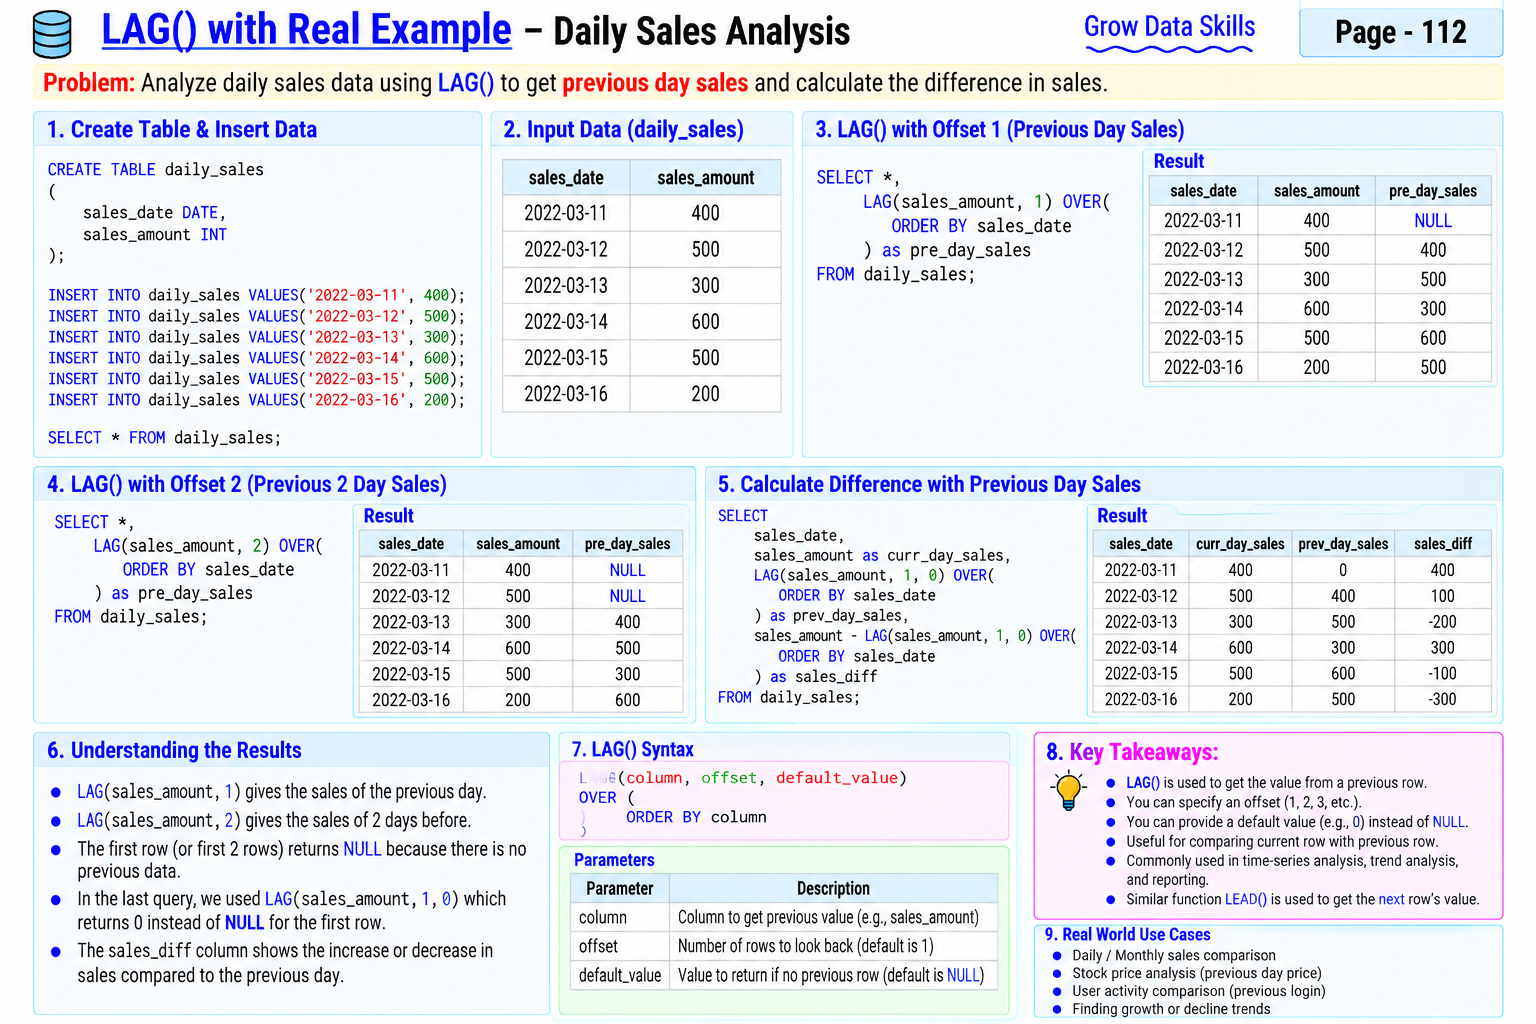 LAG() with Real Example – Daily Sales Analysis
Grow Data Skills
Page - 112
Problem: Analyze daily sales data using LAG() to get previous day sales and calculate the difference in sales.
1. Create Table & Insert Data
CREATE TABLE daily_sales
(
sales_date DATE,
sales_amount INT
);
INSERT INTO daily_sales VALUES('2022-03-11', 400);
INSERT INTO daily_sales VALUES('2022-03-12', 500);
INSERT INTO daily_sales VALUES('2022-03-13', 300);
INSERT INTO daily_sales VALUES('2022-03-14', 600);
INSERT INTO daily_sales VALUES('2022-03-15', 500);
INSERT INTO daily_sales VALUES('2022-03-16', 200);
SELECT * FROM daily_sales;
2. Input Data (daily_sales)
sales_date sales_amount
2022-03-11 400
2022-03-12 500
2022-03-13 300
2022-03-14 600
2022-03-15 500
2022-03-16 200
3. LAG() with Offset 1 (Previous Day Sales)
SELECT *,
LAG(sales_amount, 1) OVER(
ORDER BY sales_date
) as pre_day_sales
FROM daily_sales;
Result
sales_date sales_amount pre_day_sales
2022-03-11 400 NULL
2022-03-12 500 400
2022-03-13 300 500
2022-03-14 600 300
2022-03-15 500 600
2022-03-16 200 500
4. LAG() with Offset 2 (Previous 2 Day Sales)
SELECT *,
LAG(sales_amount, 2) OVER(
ORDER BY sales_date
) as pre_day_sales
FROM daily_sales;
Result
sales_date sales_amount pre_day_sales
2022-03-11 400 NULL
2022-03-12 500 NULL
2022-03-13 300 400
2022-03-14 600 500
2022-03-15 500 300
2022-03-16 200 600
5. Calculate Difference with Previous Day Sales
SELECT
sales_date,
sales_amount as curr_day_sales,
LAG(sales_amount, 1, 0) OVER(
ORDER BY sales_date
) as prev_day_sales,
sales_amount - LAG(sales_amount, 1, 0) OVER(
ORDER BY sales_date
) as sales_diff
FROM daily_sales;
Result
sales_date curr_day_sales prev_day_sales sales_diff
2022-03-11 400 0 400
2022-03-12 500 400 100
2022-03-13 300 500 -200
2022-03-14 600 300 300
2022-03-15 500 600 -100
2022-03-16 200 500 -300
6. Understanding the Results
● LAG(sales_amount, 1) gives the sales of the previous day.
● LAG(sales_amount, 2) gives the sales of 2 days before.
● The first row (or first 2 rows) returns NULL because there is no
previous data.
● In the last query, we used LAG(sales_amount, 1, 0) which
returns 0 instead of NULL for the first row.
● The sales_diff column shows the increase or decrease in
sales compared to the previous day.
7. LAG() Syntax
(column, offset, default_value)
OVER (
ORDER BY column
)
Parameters
Parameter Description
column Column to get previous value (e.g., sales_amount)
offset Number of rows to look back (default is 1)
default_value Value to return if no previous row (default is NULL)
8. Key Takeaways:
● LAG() is used to get the value from a previous row.
● You can specify an offset (1, 2, 3, etc.).
● You can provide a default value (e.g., 0) instead of NULL.
● Useful for comparing current row with previous row.
● Commonly used in time-series analysis, trend analysis,
and reporting.
● Similar function LEAD() is used to get the next row's value.
9. Real World Use Cases
● Daily / Monthly sales comparison
● Stock price analysis (previous day price)
● User activity comparison (previous login)
● Finding growth or decline trends